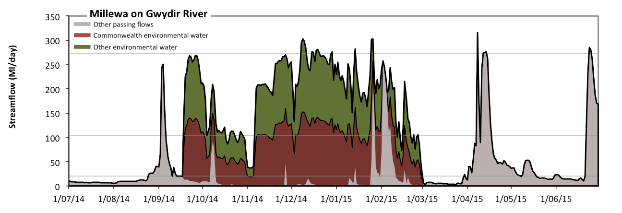 Millewa on Gwydir River
Other passing flows
Commonwealth environmental water
Other environmental water
Streamflow (Ml/day)
350
300
250
200
150
100
50
0
1/07/14 1/08/14 1/09/14 1/10/14 1/11/14 1/12/14 1/01/15 1/02/15 1/03/15 1/04/15 1/05/15 1/06/15